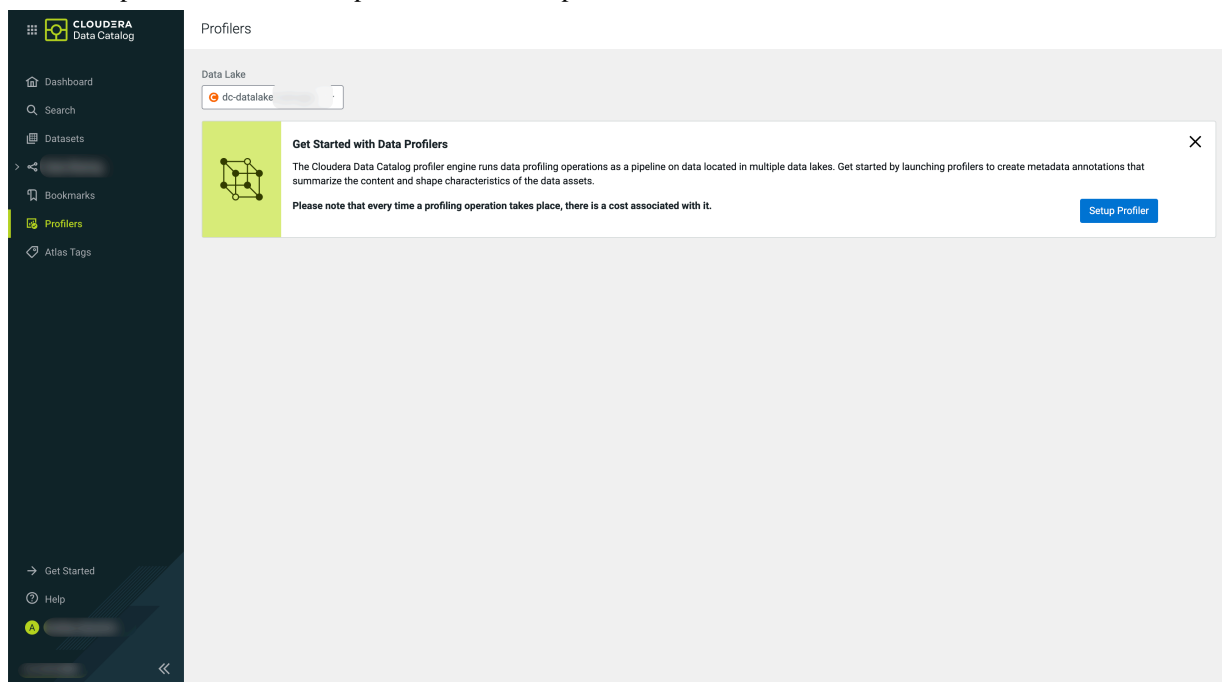 CLOUDERA
Data Catalog
Profilers
Dashboard
Search
Datasets
Bookmarks
Profilers
Atlas Tags
Get Started
Help
A
Data Lake
dc-datalake
Get Started with Data Profilers
The Cloudera Data Catalog profiler engine runs data profiling operations as a pipeline on data located in multiple data lakes. Get started by launching profilers to create metadata annotations that
summarize the content and shape characteristics of the data assets.
Please note that every time a profiling operation takes place, there is a cost associated with it.
Setup Profiler